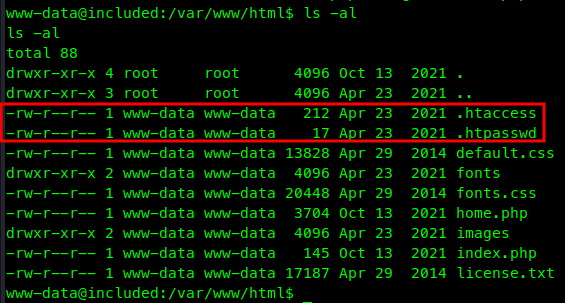 www-data@included:/var/www/html$ ls -al
ls -al
total 88
drwxr-xr-x 4 root     root      4096 Oct 13  2021 .
drwxr-xr-x 3 root     root      4096 Apr 23  2021 ..
-rw-r--r-- 1 www-data www-data   212 Apr 23  2021 .htaccess
-rw-r--r-- 1 www-data www-data    17 Apr 23  2021 .htpasswd
-rw-r--r-- 1 www-data www-data 13828 Apr 29  2014 default.css
drwxr-xr-x 2 www-data www-data  4096 Apr 23  2021 fonts
-rw-r--r-- 1 www-data www-data 20448 Apr 29  2014 fonts.css
-rw-r--r-- 1 www-data www-data  3704 Oct 13  2021 home.php
drwxr-xr-x 2 www-data www-data  4096 Apr 23  2021 images
-rw-r--r-- 1 www-data www-data   145 Oct 13  2021 index.php
-rw-r--r-- 1 www-data www-data 17187 Apr 29  2014 license.txt
www-data@included:/var/www/html$